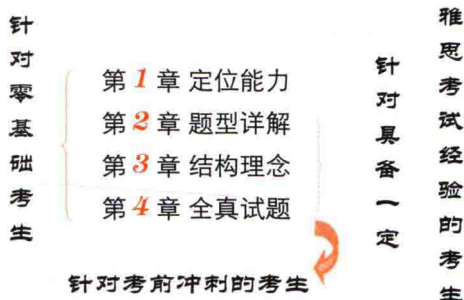 针对零基础考生
第1章 定位能力
第2章 题型详解
第3章 结构理念
第4章 全真试题
针对具备一定
雅思考试经验的考生
针对考前冲刺的考生